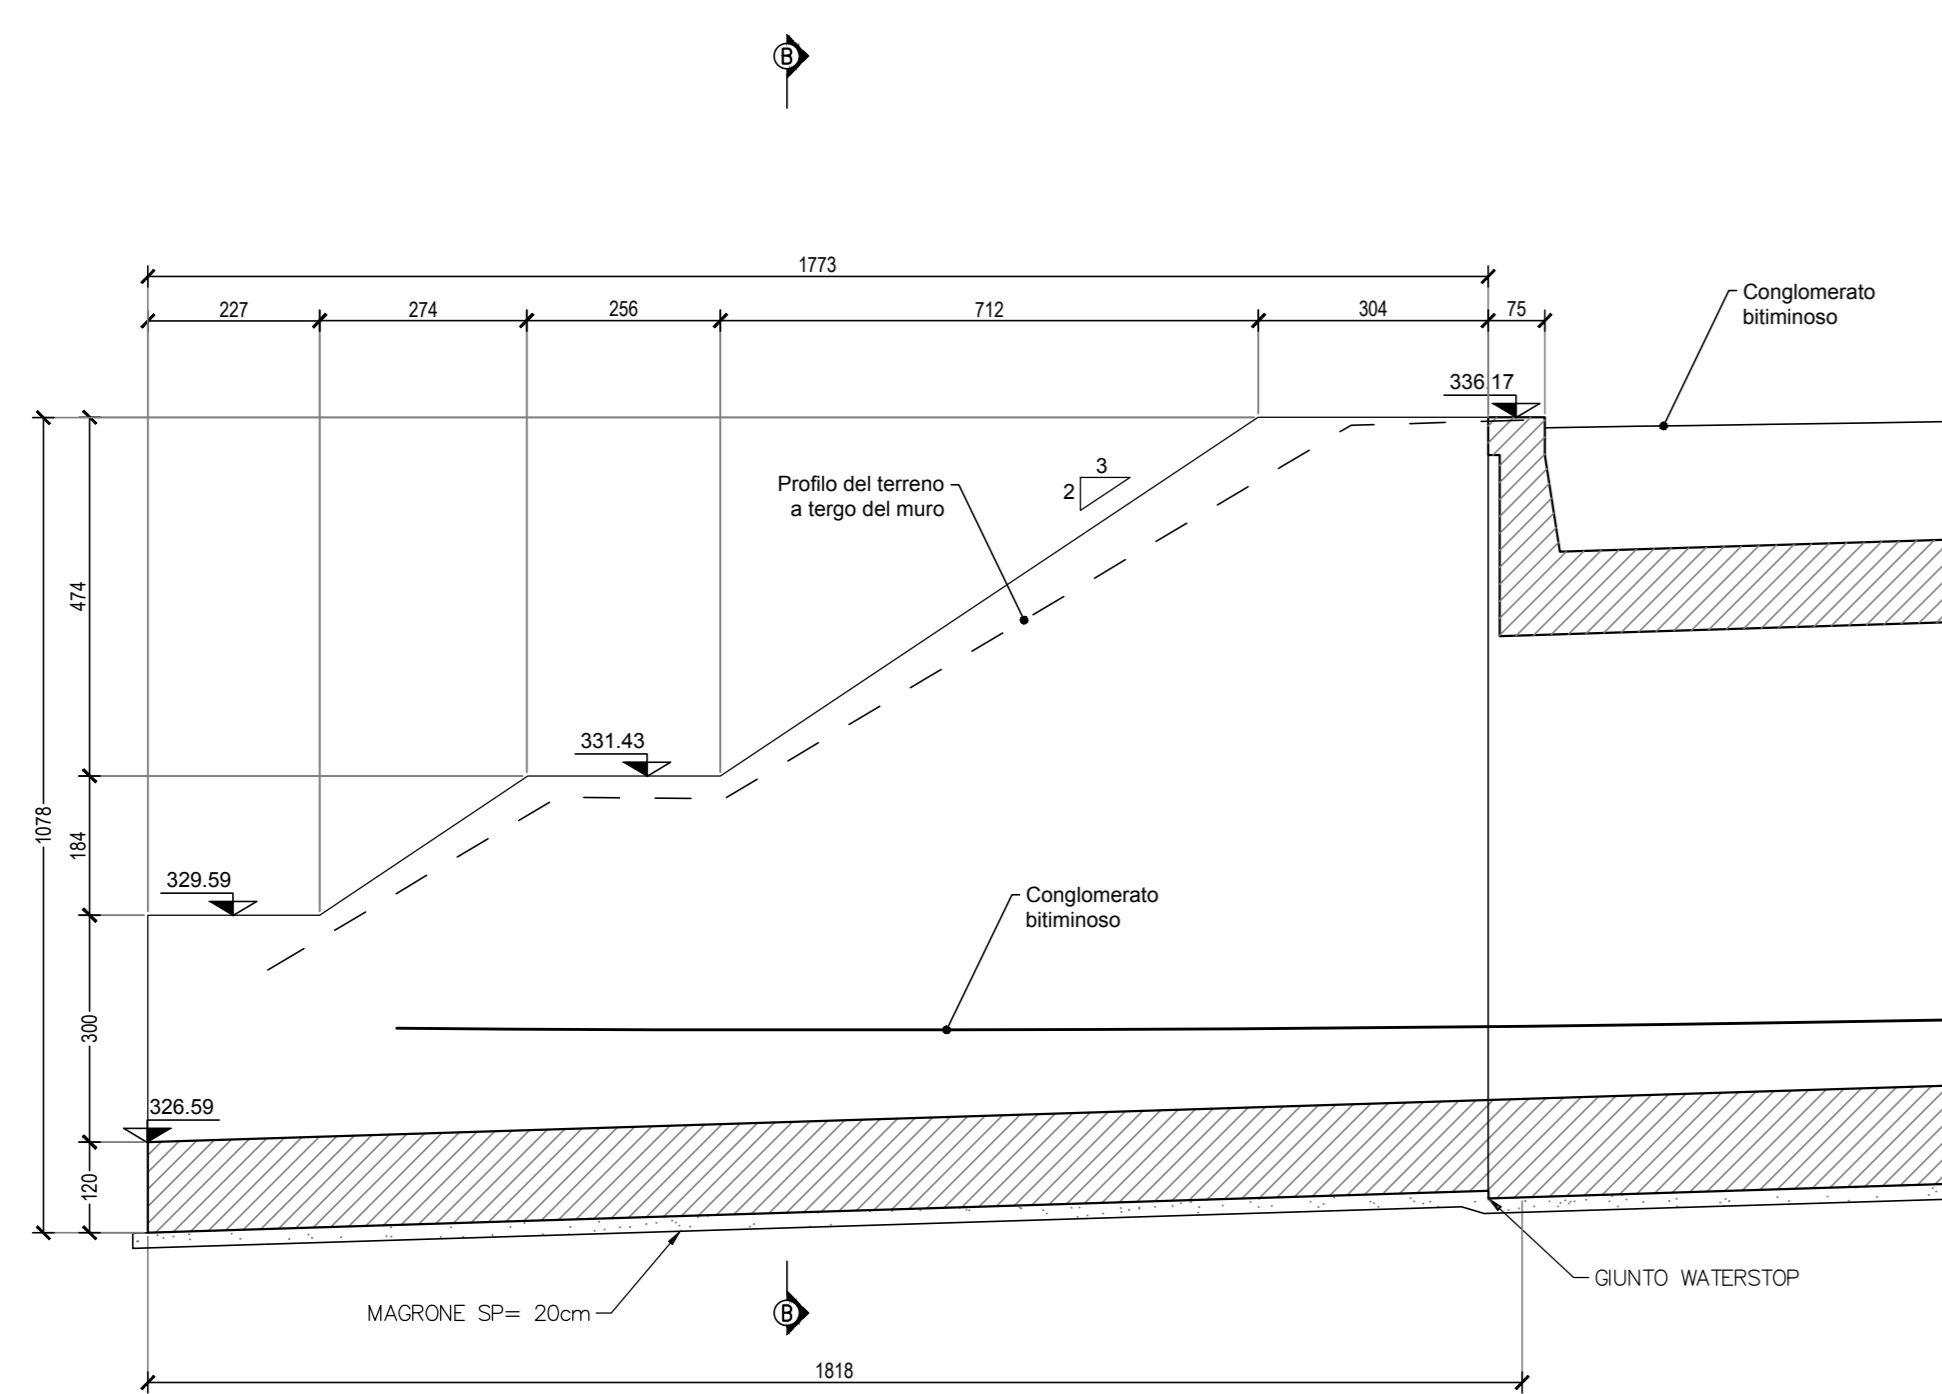 B
1773
227
274
256
712
304
75
Conglomerato
bitiminoso
336.17
3
2
Profilo del terreno
a tergo del muro
474
331.43
1078
184
329.59
Conglomerato
bitiminoso
300
326.59
120
GIUNTO WATERSTOP
MAGRONE SP= 20cm
B
1818